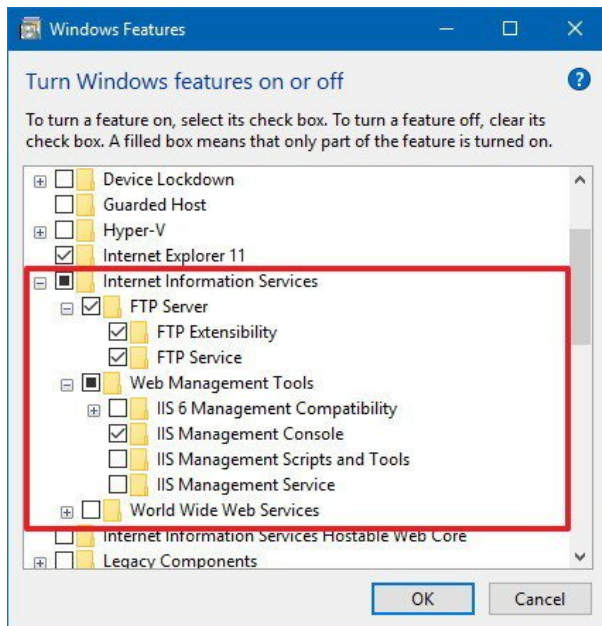 Windows Features
Turn Windows features on or off
To turn a feature on, select its check box. To turn a feature off, clear its
check box. A filled box means that only part of the feature is turned on.
Device Lockdown
Guarded Host
Hyper-V
Internet Explorer 11
Internet Information Services
FTP Server
FTP Extensibility
FTP Service
Web Management Tools
IIS 6 Management Compatibility
IIS Management Console
IIS Management Scripts and Tools
IIS Management Service
World Wide Web Services
Internet Information Services Hostable Web Core
Legacy Components
OK Cancel